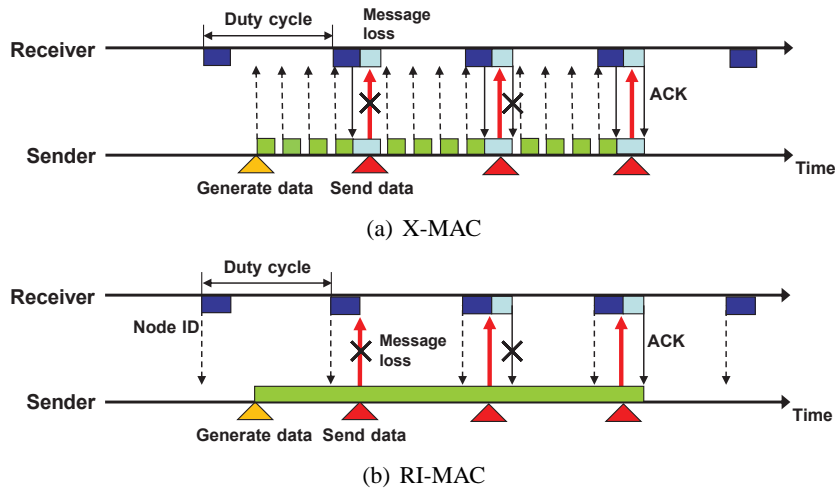 Duty cycle
Message
loss
Receiver
ACK
Sender
Time
Generate data
Send data
(a) X-MAC
Duty cycle
Receiver
Node ID
Message
loss
ACK
Sender
Time
Generate data
Send data
(b) RI-MAC